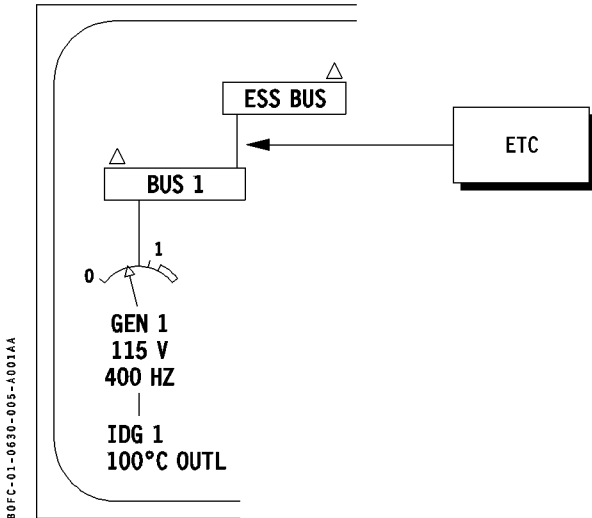 ESS BUS
ETC
BUS 1
0
1
GEN 1
115 V
400 HZ
IDG 1
100°C OUTL
B0FC-01-0630-005-A001AA